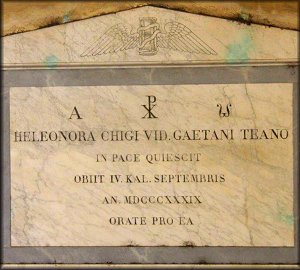 Α ☧ ω
HELEONORA CHIGI VID. GAETANI TEANO
IN PACE QUIESCIT
OBIIT IV. KAL. SEPTEMBRIS
AN. MDCCCXXXIX
ORATE PRO EA